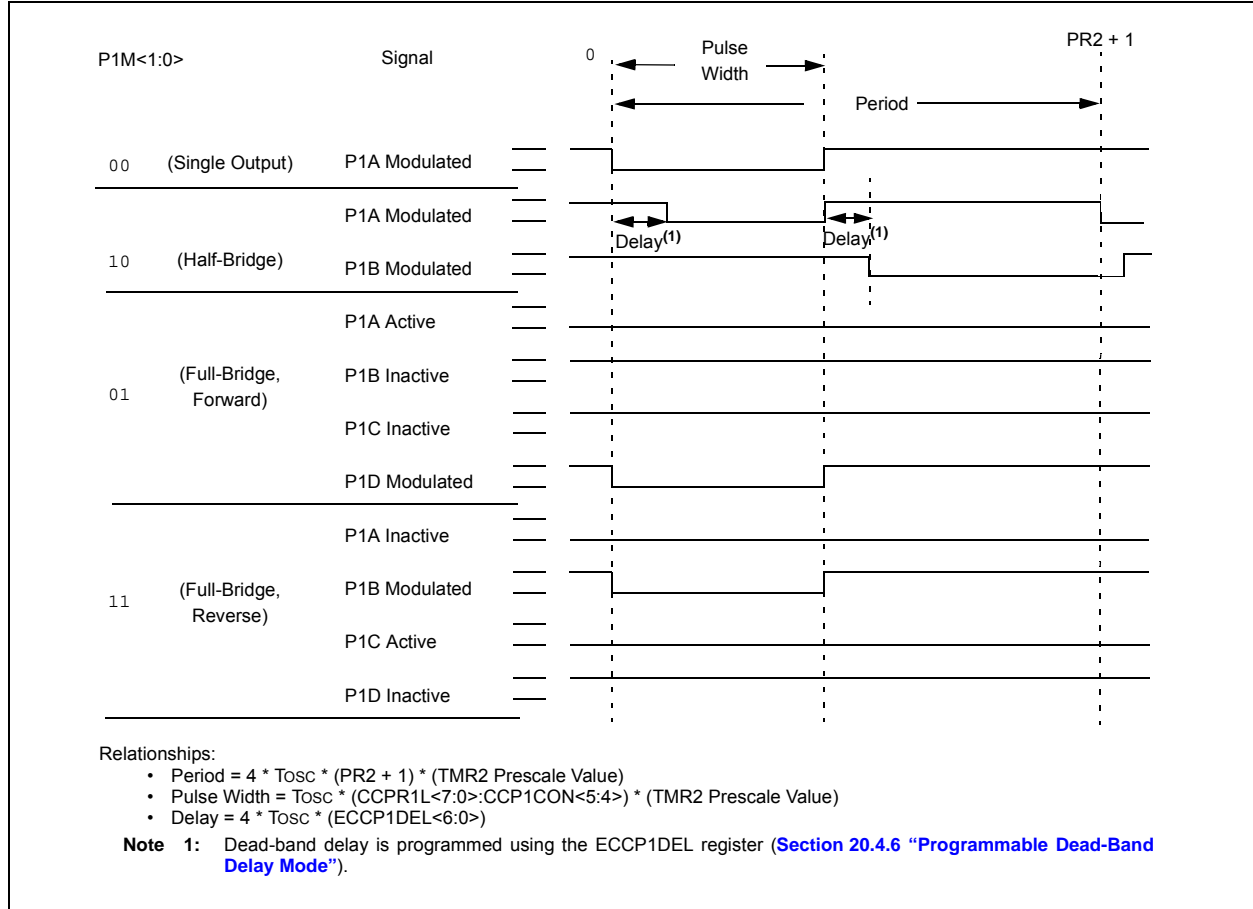 P1M<1:0> Signal 0 Pulse Width PR2 + 1
Period
00 (Single Output) P1A Modulated
P1A Modulated
Delay(1) Delay(1)
10 (Half-Bridge) P1B Modulated
P1A Active
01 (Full-Bridge, Forward) P1B Inactive
P1C Inactive
P1D Modulated
P1A Inactive
11 (Full-Bridge, Reverse) P1B Modulated
P1C Active
P1D Inactive
Relationships:
• Period = 4 * TOSC * (PR2 + 1) * (TMR2 Prescale Value)
• Pulse Width = TOSC * (CCPR1L<7:0>:CCP1CON<5:4>) * (TMR2 Prescale Value)
• Delay = 4 * TOSC * (ECCP1DEL<6:0>)
Note 1: Dead-band delay is programmed using the ECCP1DEL register (Section 20.4.6 “Programmable Dead-Band
Delay Mode”).